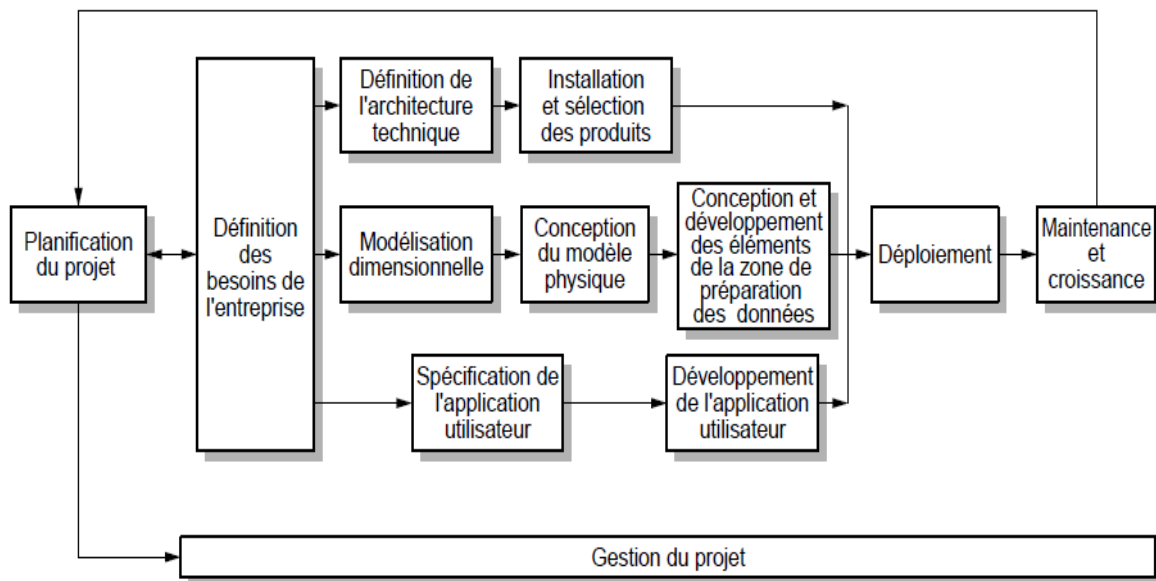 Définition de
l'architecture
technique
Installation
et sélection
des produits
Planification
du projet
Définition
des
besoins de
l'entreprise
Modélisation
dimensionnelle
Conception
du modèle
physique
Conception et
développement
des éléments
de la zone de
préparation
des données
Déploiement
Maintenance
et
croissance
Spécification de
l'application
utilisateur
Développement
de l'application
utilisateur
Gestion du projet